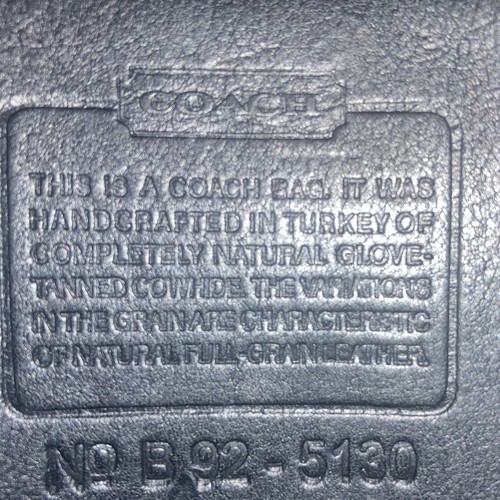 COACH
THIS IS A COACH BAG. IT WAS
HANDCRAFTED IN TURKEY OF
COMPLETELY NATURAL GLOVE-
TANNED COWHIDE. THE VARIATIONS
IN THE GRAIN ARE CHARACTERISTIC
OF NATURAL FULL-GRAIN LEATHER.
No B 92 - 5130